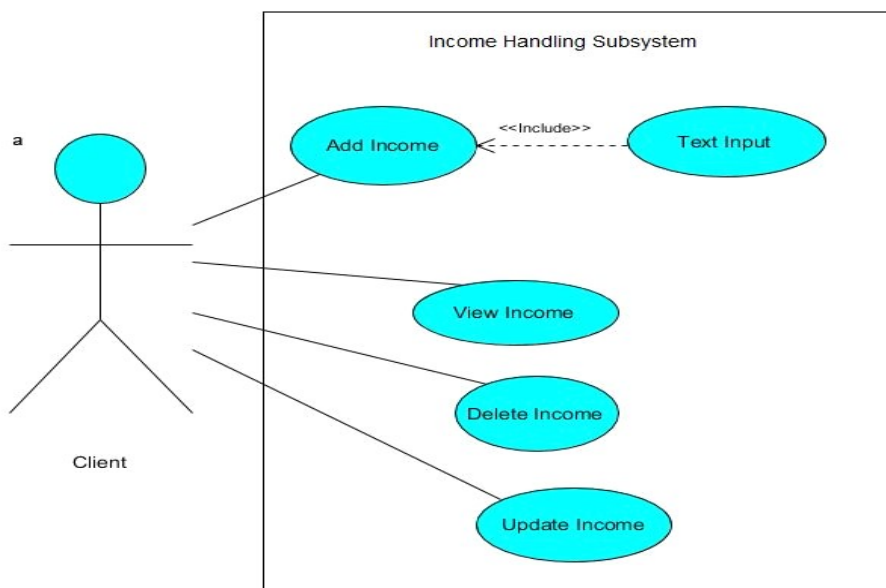 Income Handling Subsystem
<<Include>>
a
Add Income
Text Input
View Income
Delete Income
Client
Update Income